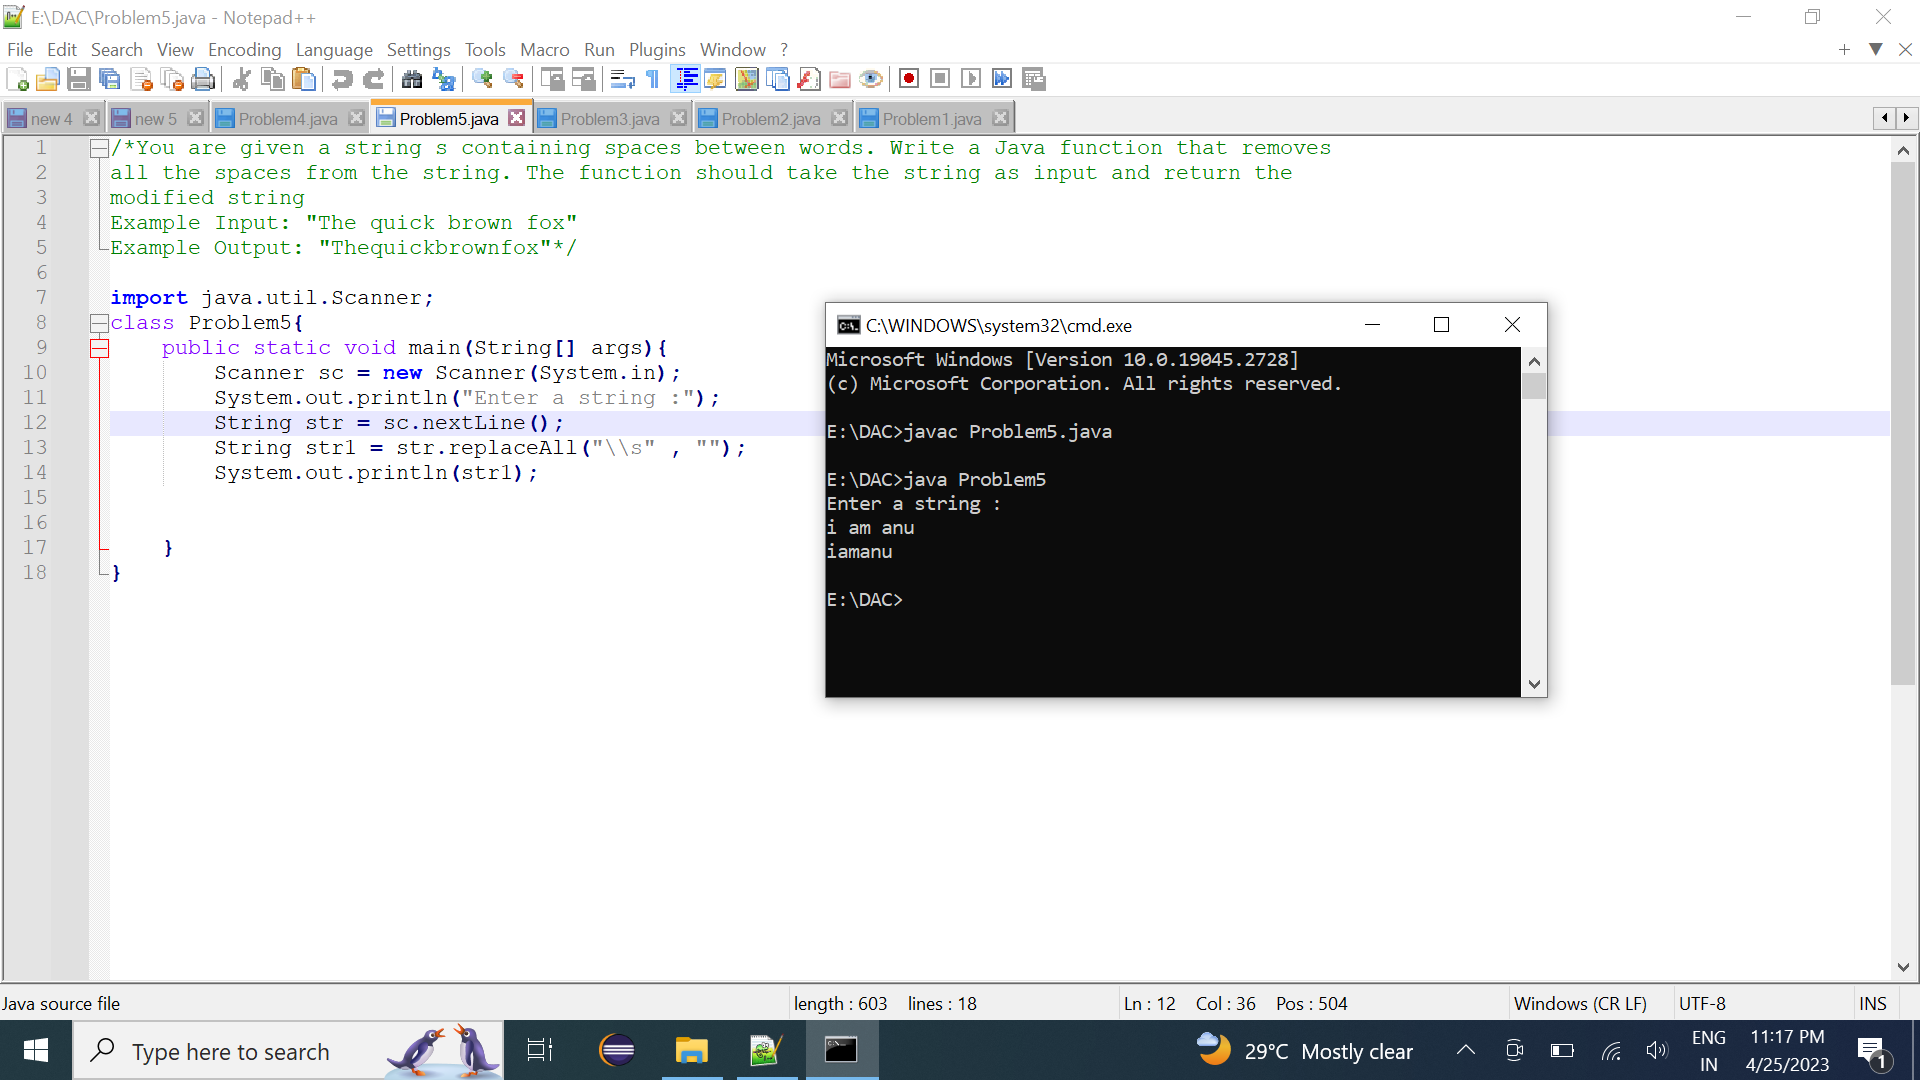 E:\DAC\Problem5.java - Notepad++
File Edit Search View Encoding Language Settings Tools Macro Run Plugins Window ?
new 4 new 5 Problem4.java Problem5.java Problem3.java Problem2.java Problem1.java
1 /*You are given a string s containing spaces between words. Write a Java function that removes
2 all the spaces from the string. The function should take the string as input and return the
3 modified string
4 Example Input: "The quick brown fox"
5 Example Output: "Thequickbrownfox"*/
6
7 import java.util.Scanner;
8 class Problem5{
9 public static void main(String[] args){
10 Scanner sc = new Scanner(System.in);
11 System.out.println("Enter a string :");
12 String str = sc.nextLine();
13 String str1 = str.replaceAll("\\s" , "");
14 System.out.println(str1);
15
16
17 }
18 }
C:\WINDOWS\system32\cmd.exe
Microsoft Windows [Version 10.0.19045.2728]
(c) Microsoft Corporation. All rights reserved.
E:\DAC>javac Problem5.java
E:\DAC>java Problem5
Enter a string :
i am anu
iamanu
E:\DAC>
Java source file length : 603 lines : 18 Ln : 12 Col : 36 Pos : 504 Windows (CR LF) UTF-8 INS
Type here to search 29°C Mostly clear ENG IN 11:17 PM 4/25/2023 1